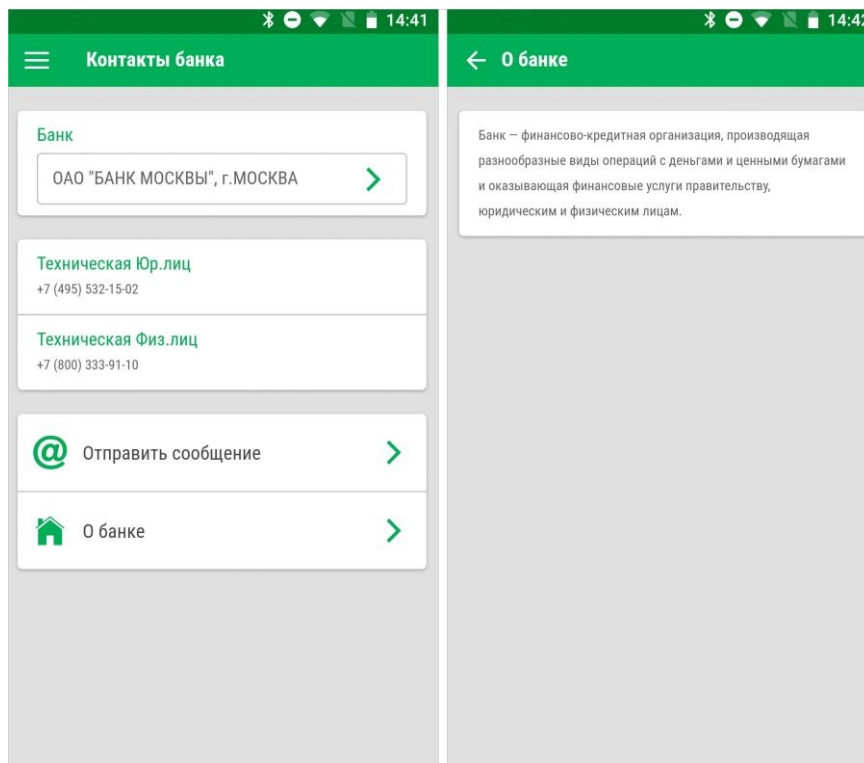 14:41
Контакты банка
Банк
ОАО "БАНК МОСКВЫ", г.МОСКВА
Техническая Юр.лиц
+7 (495) 532-15-02
Техническая Физ.лиц
+7 (800) 333-91-10
@ Отправить сообщение
О банке
14:42
О банке
Банк — финансово-кредитная организация, производящая
разнообразные виды операций с деньгами и ценными бумагами
и оказывающая финансовые услуги правительству,
юридическим и физическим лицам.